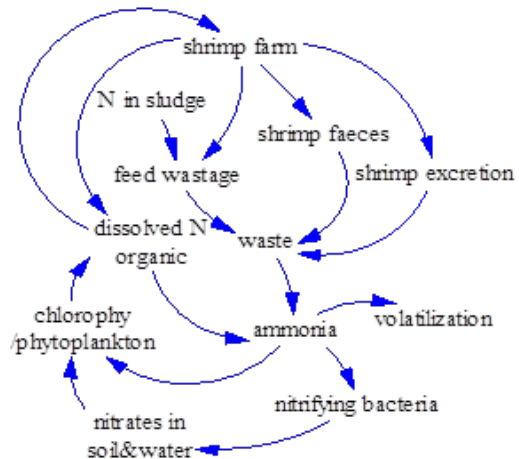 shrimp farm
N in sludge
shrimp faeces
feed wastage
shrimp excretion
dissolved N
organic
waste
chlorophy
/phytoplankton
ammonia
volatilization
nitrifying bacteria
nitrates in
soil&water